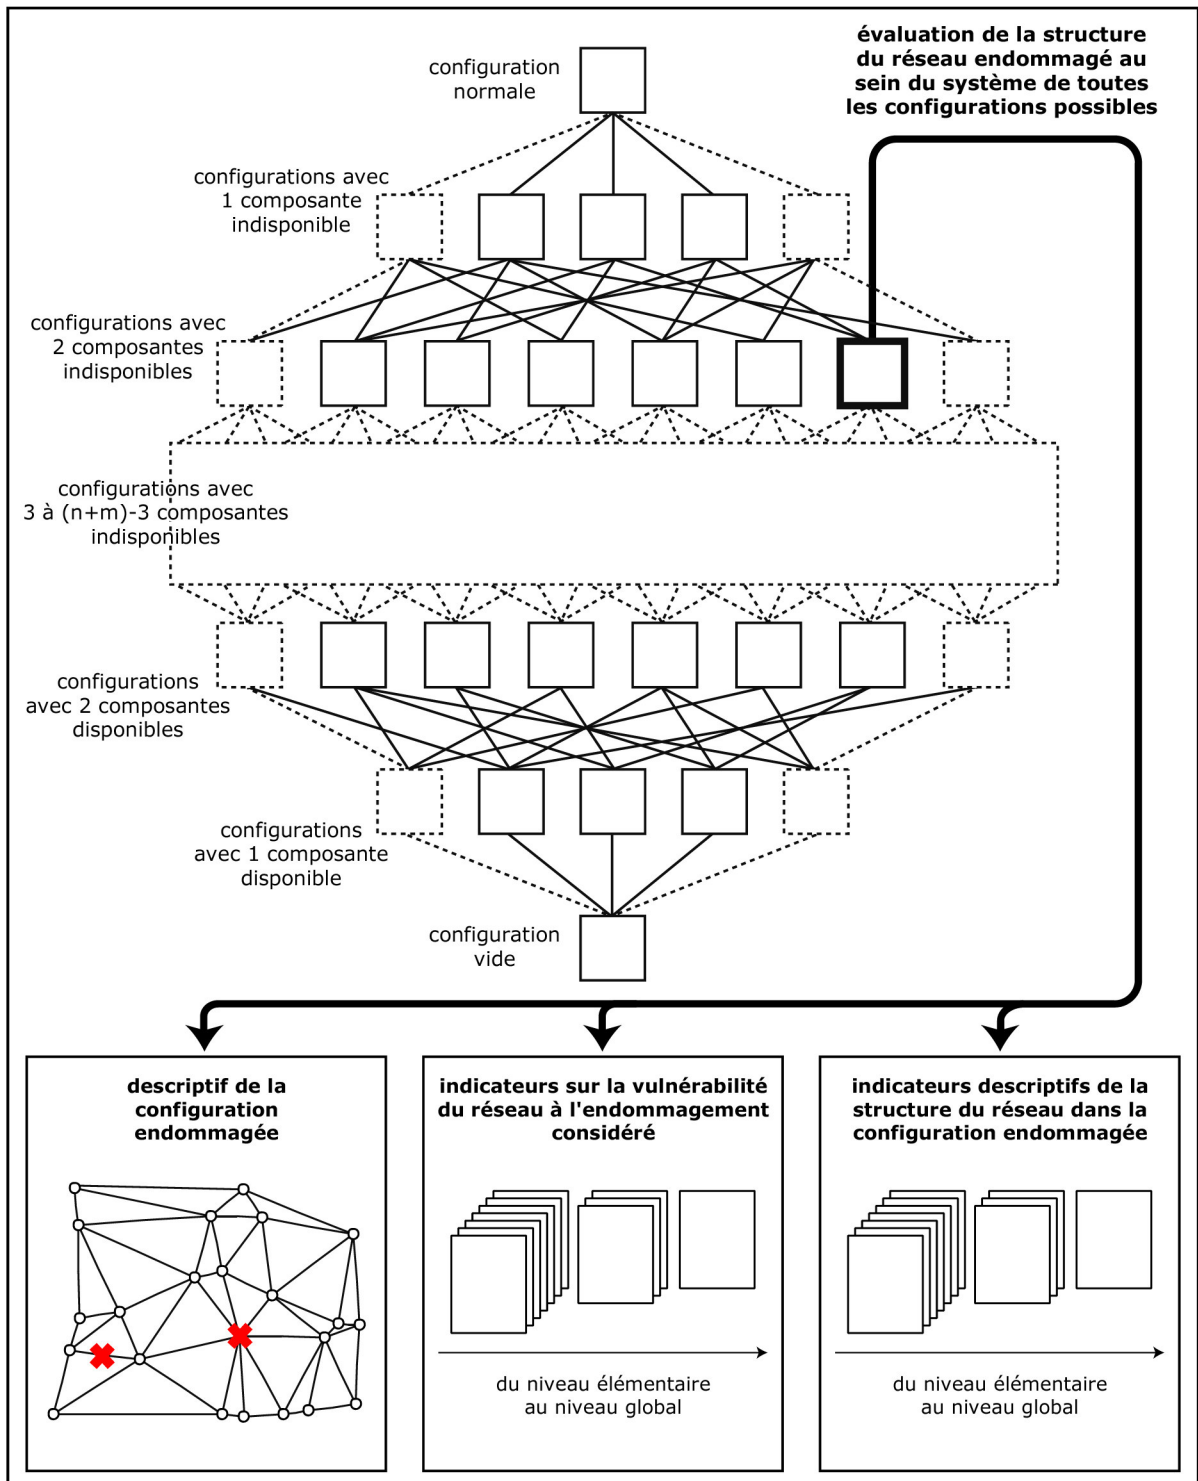 évaluation de la structure
du réseau endommagé au
sein du système de toutes
les configurations possibles
configuration
normale
configurations avec
1 composante
indisponible
configurations avec
2 composantes
indisponibles
configurations avec
3 à (n+m)-3 composantes
indisponibles
configurations
avec 2 composantes
disponibles
configurations
avec 1 composante
disponible
configuration
vide
descriptif de la
configuration
endommagée
indicateurs sur la vulnérabilité
du réseau à l'endommagement
considéré
du niveau élémentaire
au niveau global
indicateurs descriptifs de la
structure du réseau dans la
configuration endommagée
du niveau élémentaire
au niveau global